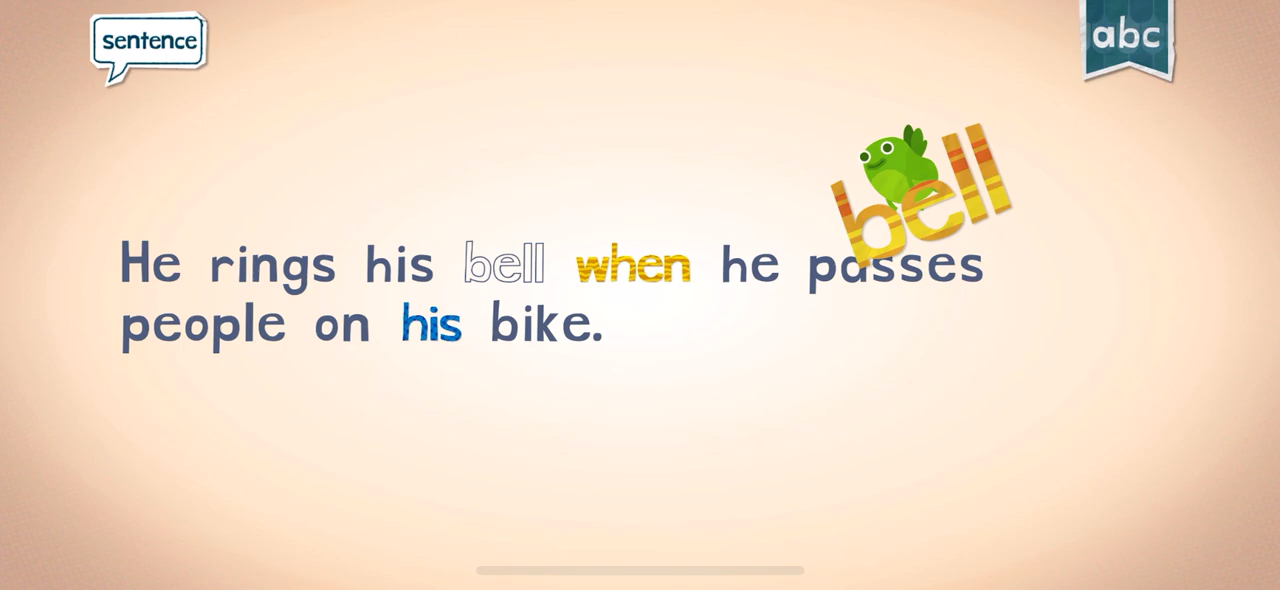 sentence
abc
bell
He rings his bell when he passes
people on his bike.